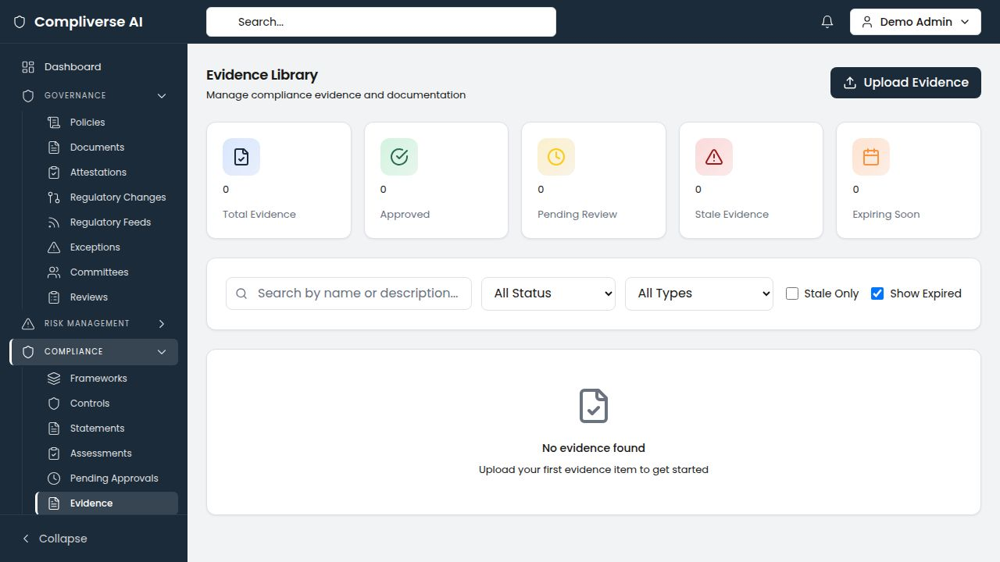 Compliverse AI
Search...
Demo Admin
Dashboard
GOVERNANCE
Policies
Documents
Attestations
Regulatory Changes
Regulatory Feeds
Exceptions
Committees
Reviews
RISK MANAGEMENT
COMPLIANCE
Frameworks
Controls
Statements
Assessments
Pending Approvals
Evidence
Collapse
Evidence Library
Manage compliance evidence and documentation
Upload Evidence
0
Total Evidence
0
Approved
0
Pending Review
0
Stale Evidence
0
Expiring Soon
Search by name or description...
All Status
All Types
Stale Only
Show Expired
No evidence found
Upload your first evidence item to get started